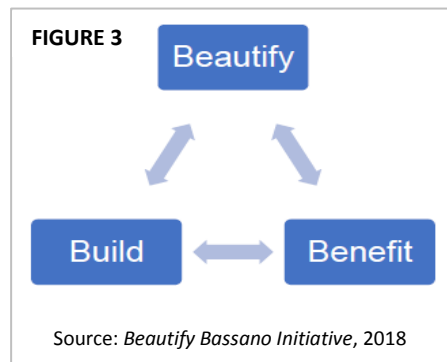 FIGURE 3
Beautify
Build
Benefit
Source: Beautify Bassano Initiative, 2018